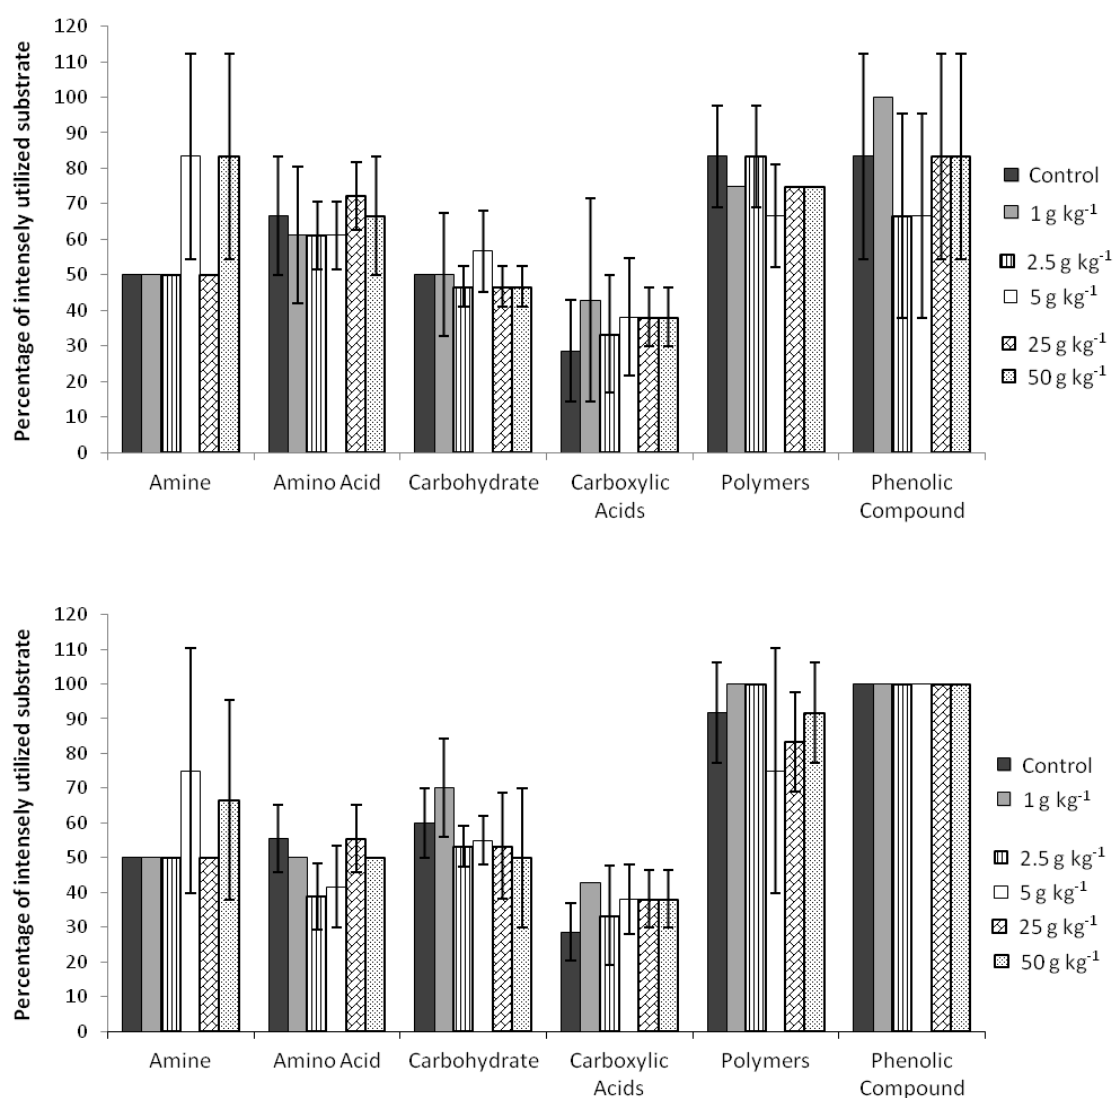 Percentage of intensely utilized substrate
120
110
100
90
80
70
60
50
40
30
20
10
0
Amine
Amino Acid
Carbohydrate
Carboxylic
Acids
Polymers
Phenolic
Compound
Control
1 g kg⁻¹
2.5 g kg⁻¹
5 g kg⁻¹
25 g kg⁻¹
50 g kg⁻¹
Percentage of intensely utilized substrate
120
110
100
90
80
70
60
50
40
30
20
10
0
Amine
Amino Acid
Carbohydrate
Carboxylic
Acids
Polymers
Phenolic
Compound
Control
1 g kg⁻¹
2.5 g kg⁻¹
5 g kg⁻¹
25 g kg⁻¹
50 g kg⁻¹